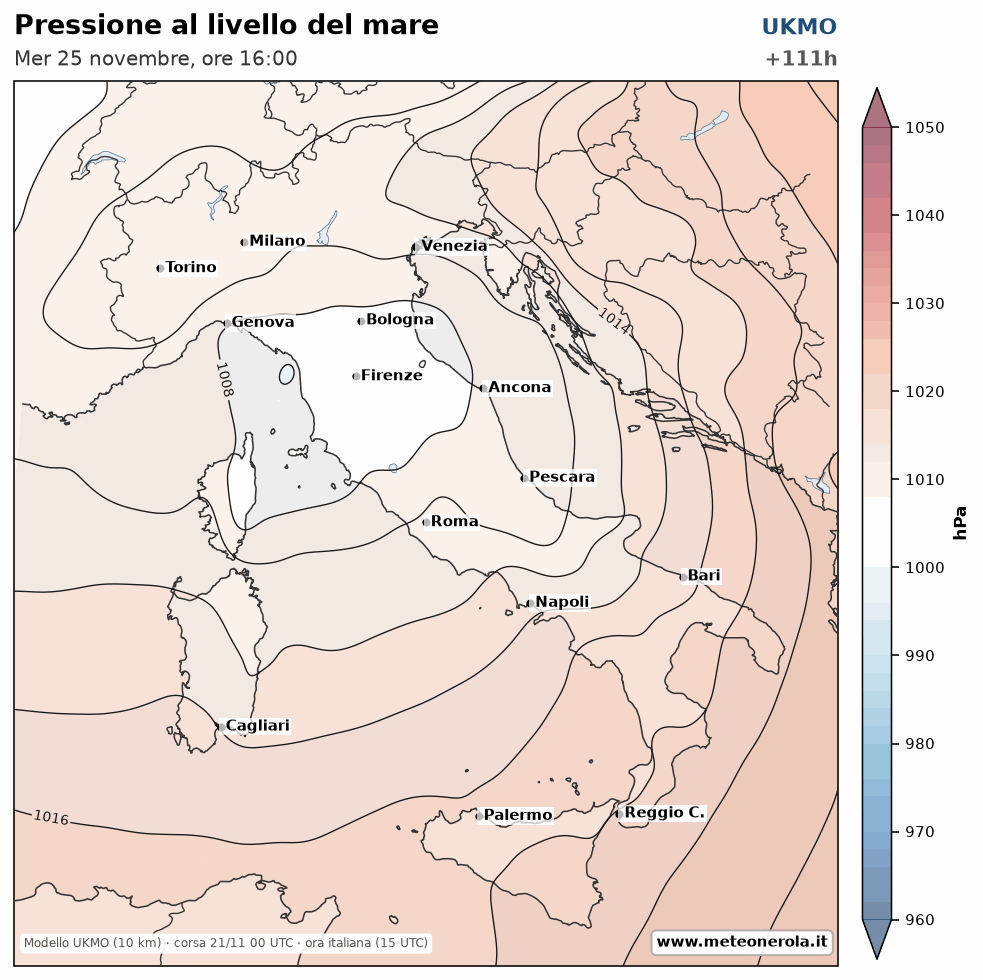 Pressione al livello del mare
UKMO
Mer 25 novembre, ore 16:00
+111h
1050
1040
1030
1020
1010
1000
990
980
970
960
hPa
Milano
Venezia
Torino
Genova
Bologna
1014
1008
Firenze
Ancona
Pescara
Roma
Bari
Napoli
Cagliari
1016
Palermo
Reggio C.
Modello UKMO (10 km) · corsa 21/11 00 UTC · ora italiana (15 UTC)
www.meteonerola.it